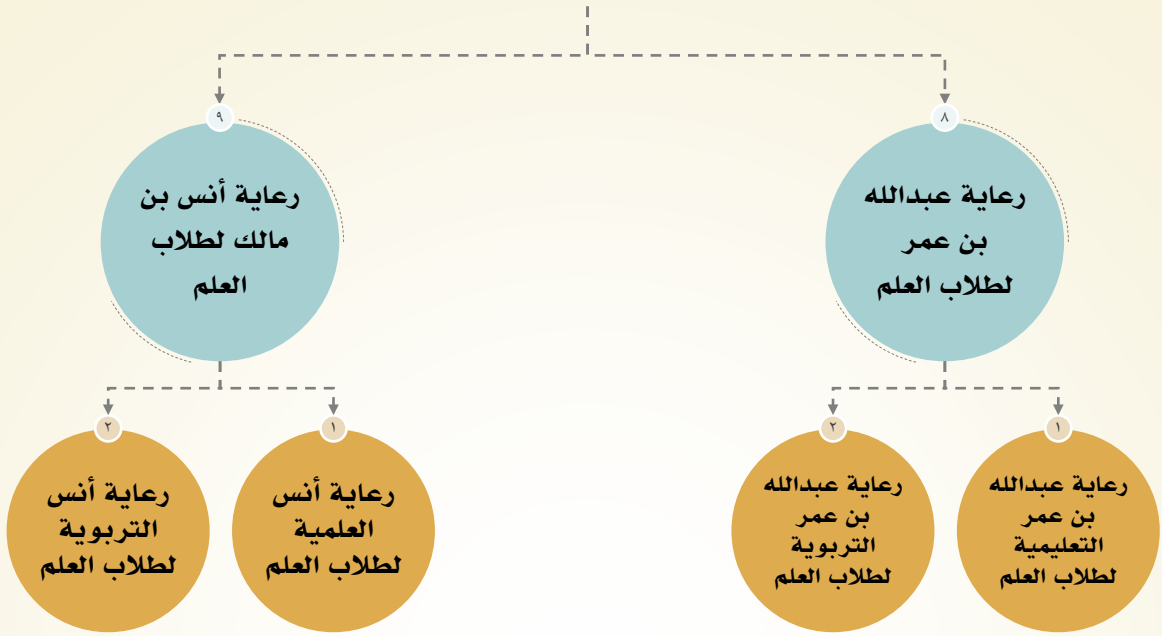 ٨
رعاية عبدالله
بن عمر
لطلاب العلم
٩
رعاية أنس بن
مالك لطلاب
العلم
١
رعاية عبدالله
بن عمر
التعليمية
لطلاب العلم
٢
رعاية عبدالله
بن عمر
التربوية
لطلاب العلم
١
رعاية أنس
العلمية
لطلاب العلم
٢
رعاية أنس
التربوية
لطلاب العلم